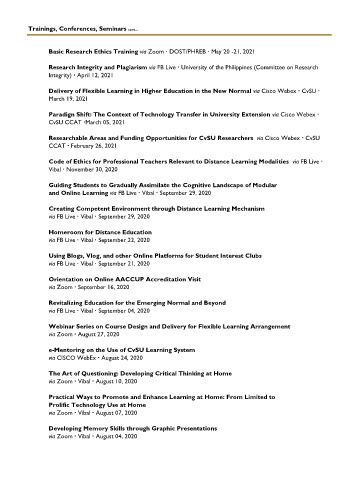 Trainings, Conferences, Seminars cont...
Basic Research Ethics Training via Zoom • DOST/PHREB • May 20 -21, 2021
Research Integrity and Plagiarism via FB Live • University of the Philippines (Committee on Research
Integrity) • April 12, 2021
Delivery of Flexible Learning in Higher Education in the New Normal via Cisco Webex • CvSU •
March 19, 2021
Paradigm Shift: The Context of Technology Transfer in University Extension via Cisco Webex •
CvSU CCAT •March 05, 2021
Researchable Areas and Funding Opportunities for CvSU Researchers via Cisco Webex • CvSU
CCAT • February 26, 2021
Code of Ethics for Professional Teachers Relevant to Distance Learning Modalities via FB Live •
Vibal • November 30, 2020
Guiding Students to Gradually Assimilate the Cognitive Landscape of Modular
and Online Learning via FB Live • Vibal • September 29, 2020
Creating Competent Environment through Distance Learning Mechanism
via FB Live • Vibal • September 29, 2020
Homeroom for Distance Education
via FB Live • Vibal • September 22, 2020
Using Blogs, Vlog, and other Online Platforms for Student Interest Clubs
via FB Live • Vibal • September 21, 2020
Orientation on Online AACCUP Accreditation Visit
via Zoom • September 16, 2020
Revitalizing Education for the Emerging Normal and Beyond
via FB Live • Vibal • September 04, 2020
Webinar Series on Course Design and Delivery for Flexible Learning Arrangement
via Zoom • August 27, 2020
e-Mentoring on the Use of CvSU Learning System
via CISCO WebEx • August 24, 2020
The Art of Questioning: Developing Critical Thinking at Home
via Zoom • Vibal • August 10, 2020
Practical Ways to Promote and Enhance Learning at Home: From Limited to
Prolific Technology Use at Home
via Zoom • Vibal • August 07, 2020
Developing Memory Skills through Graphic Presentations
via Zoom • Vibal • August 04, 2020